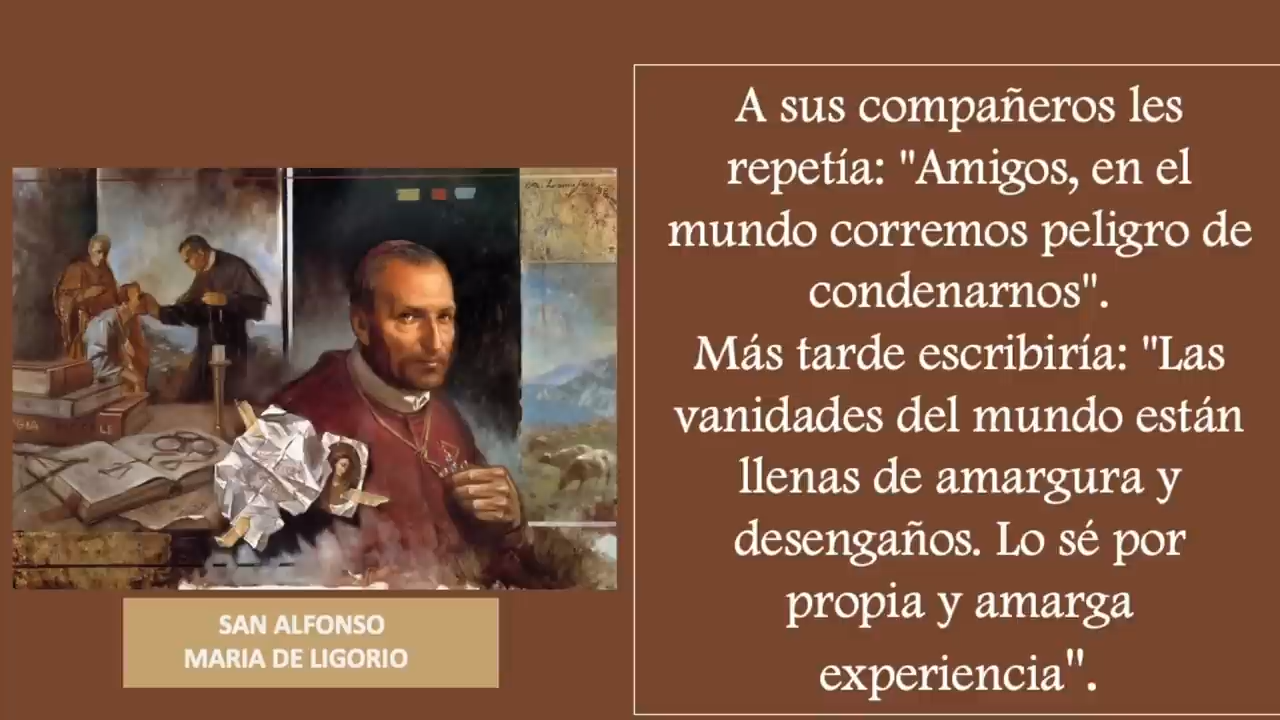 A sus compañeros les
repetía: "Amigos, en el
mundo corremos peligro de
condenarnos".
Más tarde escribiría: "Las
vanidades del mundo están
llenas de amargura y
desengaños. Lo sé por
propia y amarga
experiencia".
SAN ALFONSO
MARIA DE LIGORIO